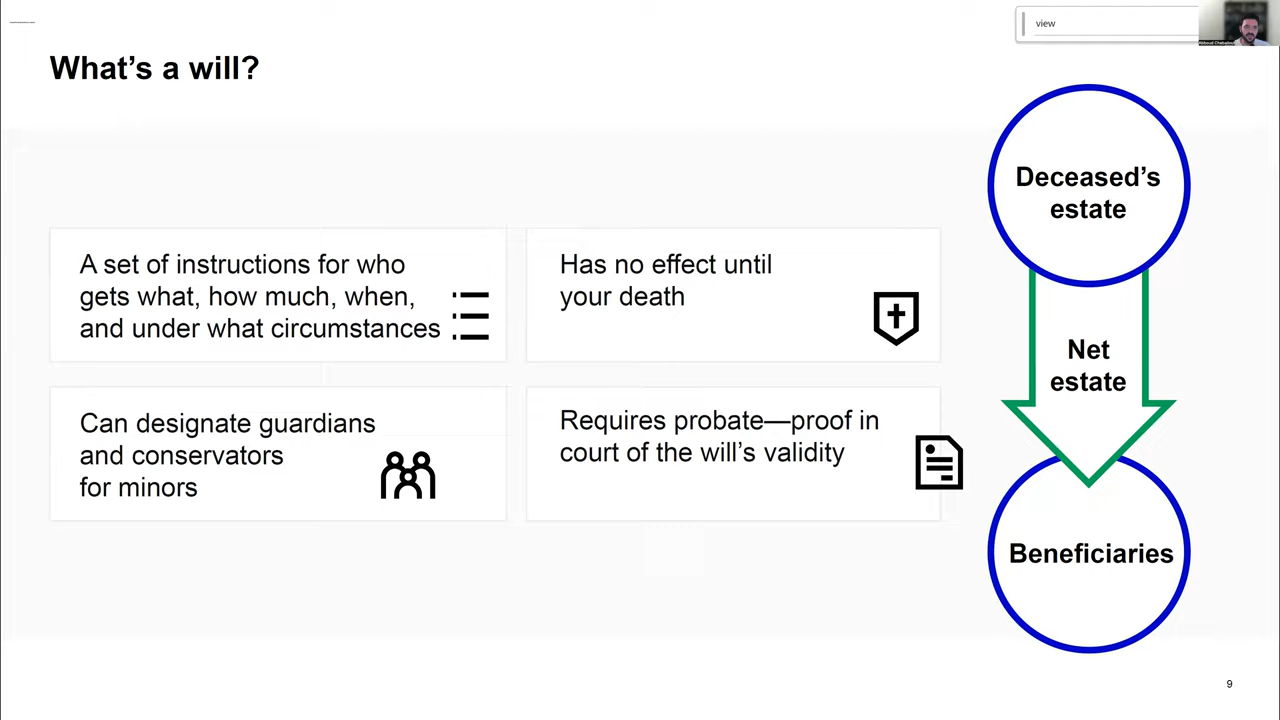 view
What’s a will?
A set of instructions for who
gets what, how much, when,
and under what circumstances
Has no effect until
your death
Can designate guardians
and conservators
for minors
Requires probate—proof in
court of the will’s validity
Deceased’s
estate
Net
estate
Beneficiaries
9